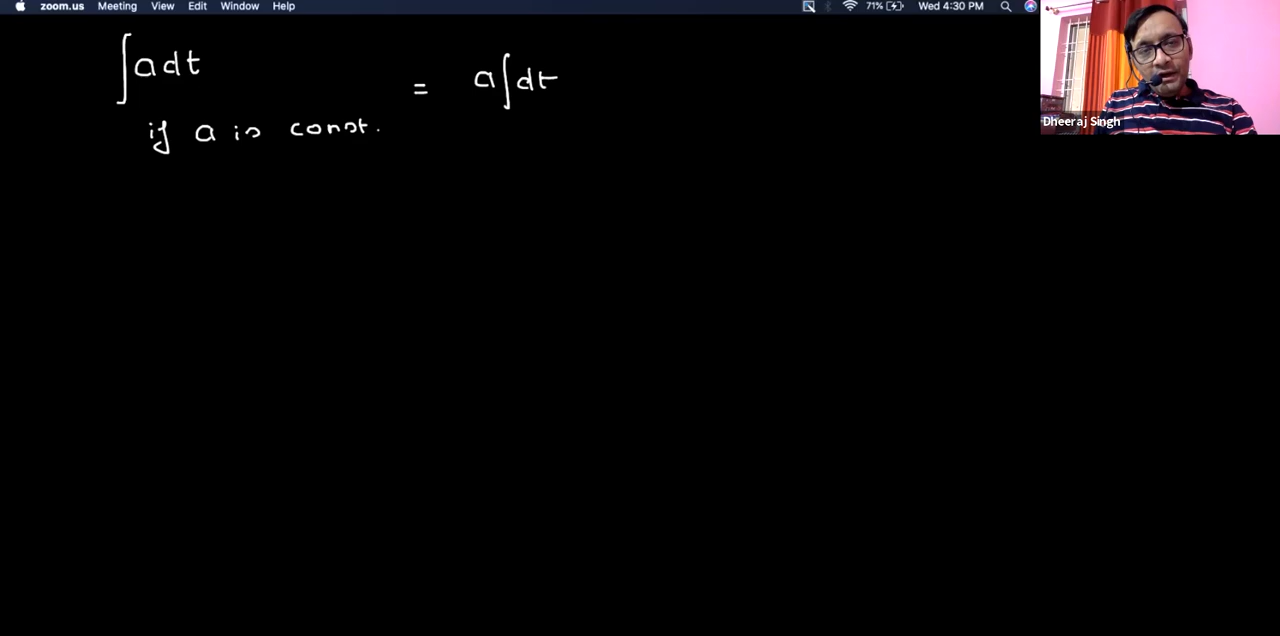 zoom.us Meeting View Edit Window Help 71% Wed 4:30 PM
∫adt = a∫dt
if a is const.
Dheeraj Singh